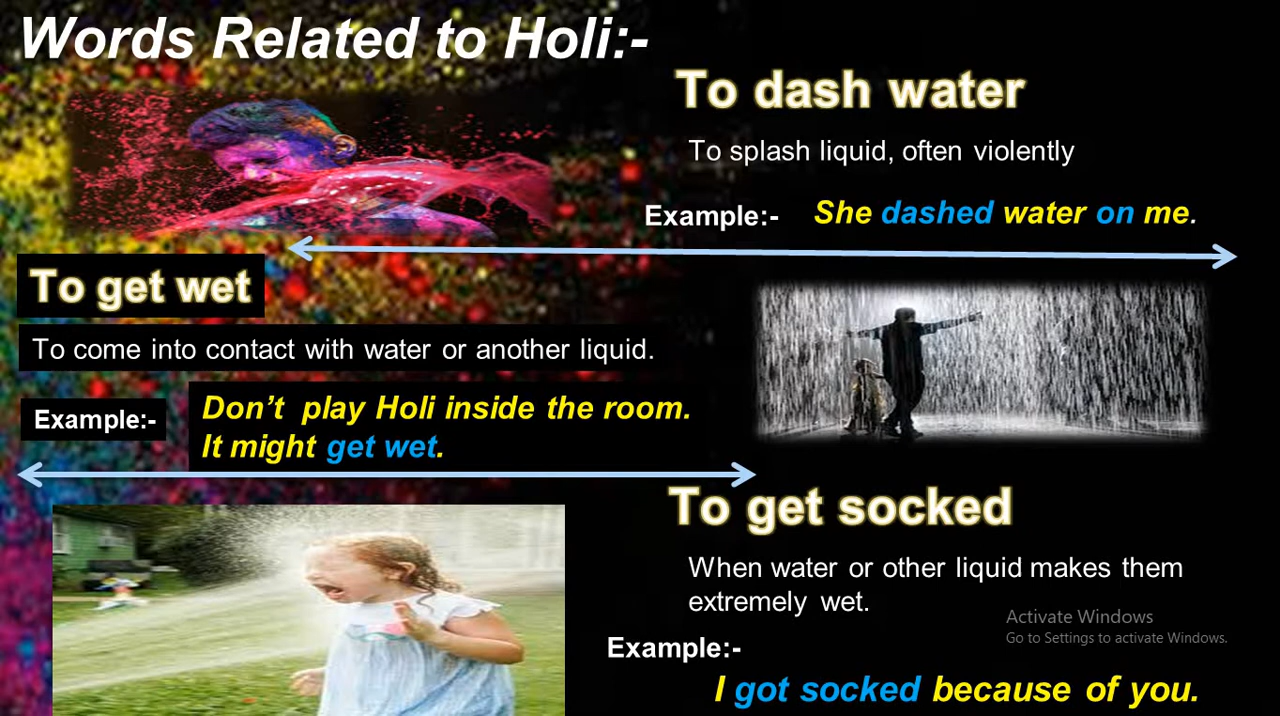 Words Related to Holi:-
To dash water
To splash liquid, often violently
Example:- She dashed water on me.
To get wet
To come into contact with water or another liquid.
Example:- Don’t play Holi inside the room.
It might get wet.
To get socked
When water or other liquid makes them
extremely wet.
Example:-
I got socked because of you.
Activate Windows
Go to Settings to activate Windows.